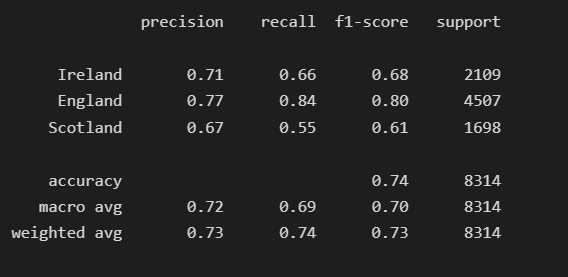 precision recall f1-score support
Ireland 0.71 0.66 0.68 2109
England 0.77 0.84 0.80 4507
Scotland 0.67 0.55 0.61 1698
accuracy 0.74 8314
macro avg 0.72 0.69 0.70 8314
weighted avg 0.73 0.74 0.73 8314